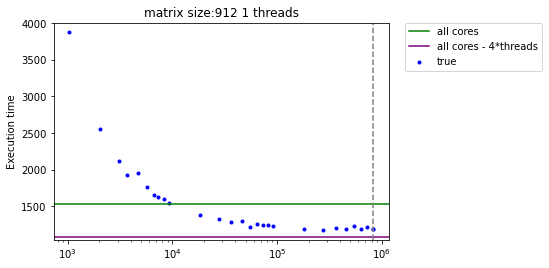 matrix size:912 1 threads
Execution time
4000
3500
3000
2500
2000
1500
10³
10⁴
10⁵
10⁶
all cores
all cores - 4*threads
true